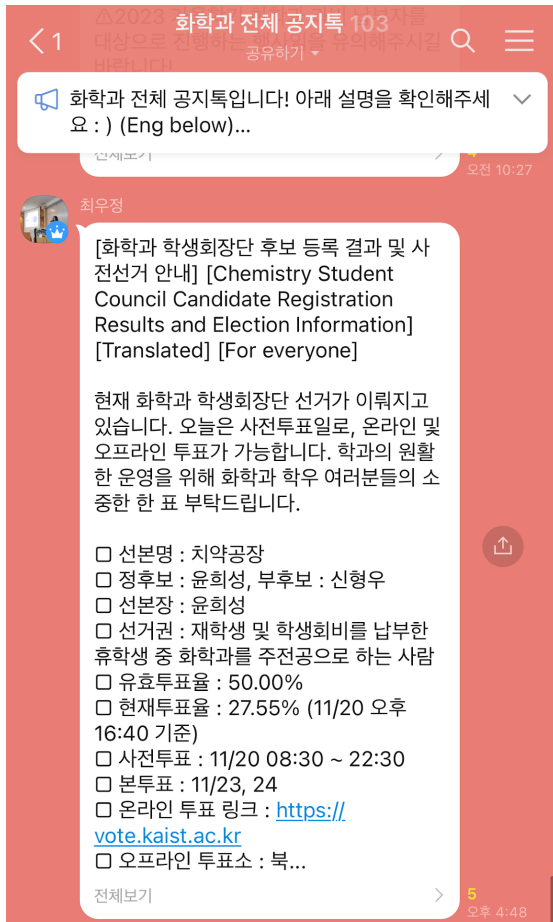 1
화학과 전체 공지톡 103
공유하기
화학과 전체 공지톡입니다! 아래 설명을 확인해주세
요 : ) (Eng below)...
전체보기
4
오전 10:27
최우정
[화학과 학생회장단 후보 등록 결과 및 사
전선거 안내] [Chemistry Student
Council Candidate Registration
Results and Election Information]
[Translated] [For everyone]
현재 화학과 학생회장단 선거가 이뤄지고
있습니다. 오늘은 사전투표일로, 온라인 및
오프라인 투표가 가능합니다. 학과의 원활
한 운영을 위해 화학과 학우 여러분들의 소
중한 한 표 부탁드립니다.
□ 선본명 : 치약공장
□ 정후보 : 윤희성, 부후보 : 신형우
□ 선본장 : 윤희성
□ 선거권 : 재학생 및 학생회비를 납부한
휴학생 중 화학과를 주전공으로 하는 사람
□ 유효투표율 : 50.00%
□ 현재투표율 : 27.55% (11/20 오후
16:40 기준)
□ 사전투표 : 11/20 08:30 ~ 22:30
□ 본투표 : 11/23, 24
□ 온라인 투표 링크 : https://
vote.kaist.ac.kr
□ 오프라인 투표소 : 북...
전체보기
5
오후 4:48